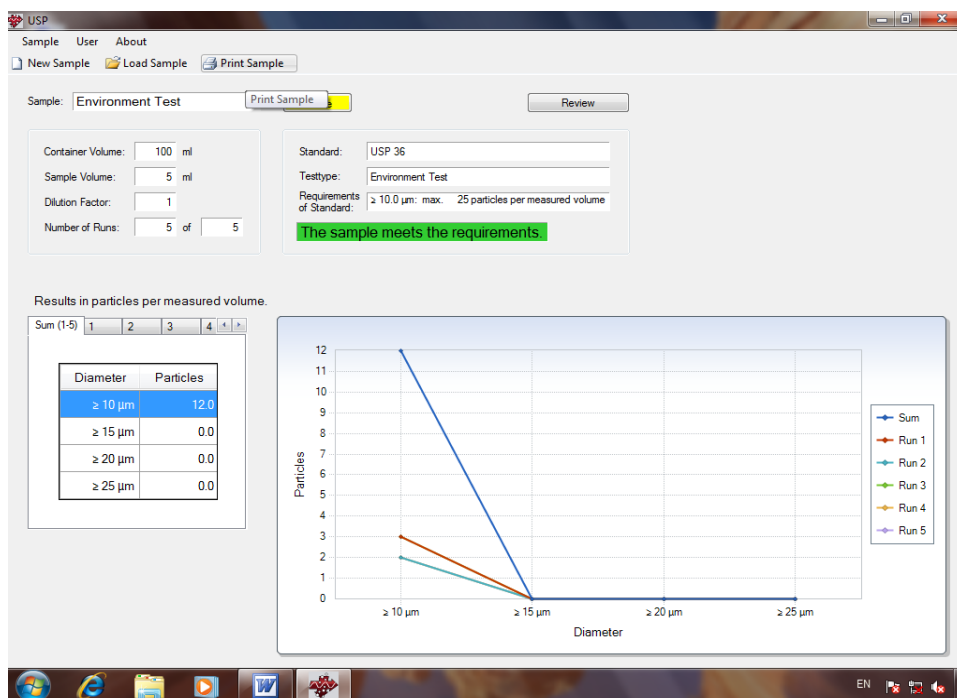 USP
Sample User About
New Sample Load Sample Print Sample
Sample: Environment Test Print Sample Review
Container Volume: 100 ml
Sample Volume: 5 ml
Dilution Factor: 1
Number of Runs: 5 of 5
Standard: USP 36
Testtype: Environment Test
Requirements of Standard: ≥ 10.0 µm: max. 25 particles per measured volume
The sample meets the requirements.
Results in particles per measured volume.
Sum (1-5) 1 2 3 4
Diameter Particles
≥ 10 µm 12.0
≥ 15 µm 0.0
≥ 20 µm 0.0
≥ 25 µm 0.0
Particles
12
11
10
9
8
7
6
5
4
3
2
1
0
≥ 10 µm ≥ 15 µm ≥ 20 µm ≥ 25 µm
Diameter
Sum
Run 1
Run 2
Run 3
Run 4
Run 5
EN